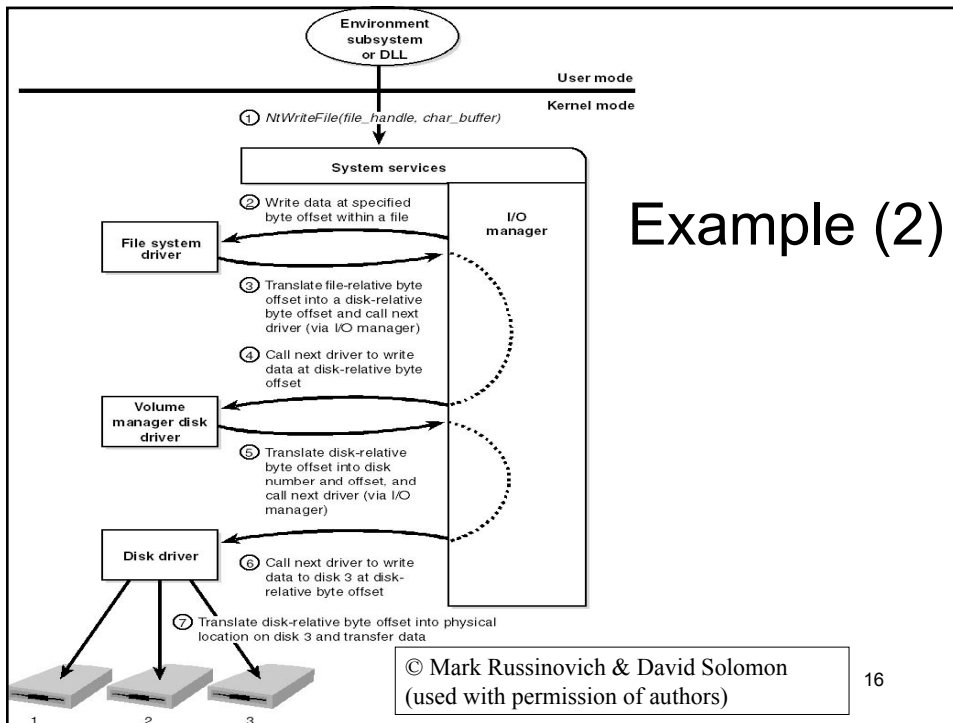 Environment
subsystem
or DLL
User mode
Kernel mode
① NtWriteFile(file_handle, char_buffer)
System services
② Write data at specified
byte offset within a file
I/O
manager
Example (2)
File system
driver
③ Translate file-relative byte
offset into a disk-relative
byte offset and call next
driver (via I/O manager)
④ Call next driver to write
data at disk-relative byte
offset
Volume
manager disk
driver
⑤ Translate disk-relative
byte offset into disk
number and offset, and
call next driver (via I/O
manager)
Disk driver
⑥ Call next driver to write
data to disk 3 at disk-
relative byte offset
⑦ Translate disk-relative byte offset into physical
location on disk 3 and transfer data
© Mark Russinovich & David Solomon
(used with permission of authors)
16
1 2 3